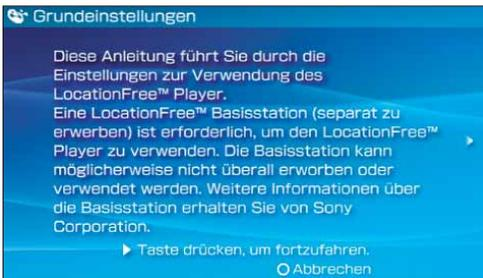 Grundeinstellungen
Diese Anleitung führt Sie durch die
Einstellungen zur Verwendung des
LocationFree™ Player.
Eine LocationFree™ Basisstation (separat zu
erwerben) ist erforderlich, um den LocationFree™
Player zu verwenden. Die Basisstation kann
möglicherweise nicht überall erworben oder
verwendet werden. Weitere Informationen über
die Basisstation erhalten Sie von Sony
Corporation.
Taste drücken, um fortzufahren.
Abbrechen